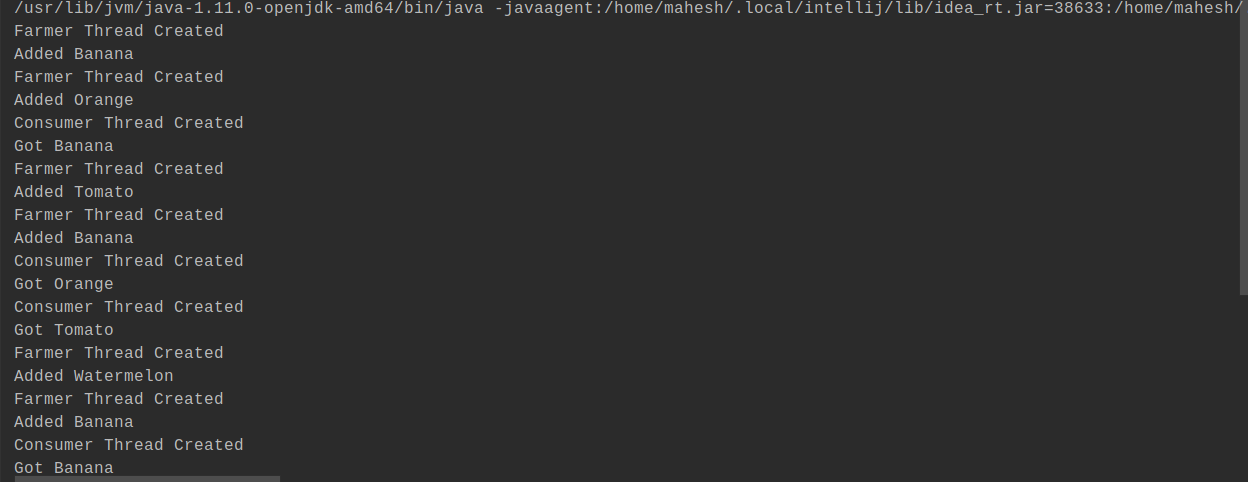 /usr/lib/jvm/java-1.11.0-openjdk-amd64/bin/java -javaagent:/home/mahesh/.local/intellij/lib/idea_rt.jar=38633:/home/mahesh/
Farmer Thread Created
Added Banana
Farmer Thread Created
Added Orange
Consumer Thread Created
Got Banana
Farmer Thread Created
Added Tomato
Farmer Thread Created
Added Banana
Consumer Thread Created
Got Orange
Consumer Thread Created
Got Tomato
Farmer Thread Created
Added Watermelon
Farmer Thread Created
Added Banana
Consumer Thread Created
Got Banana